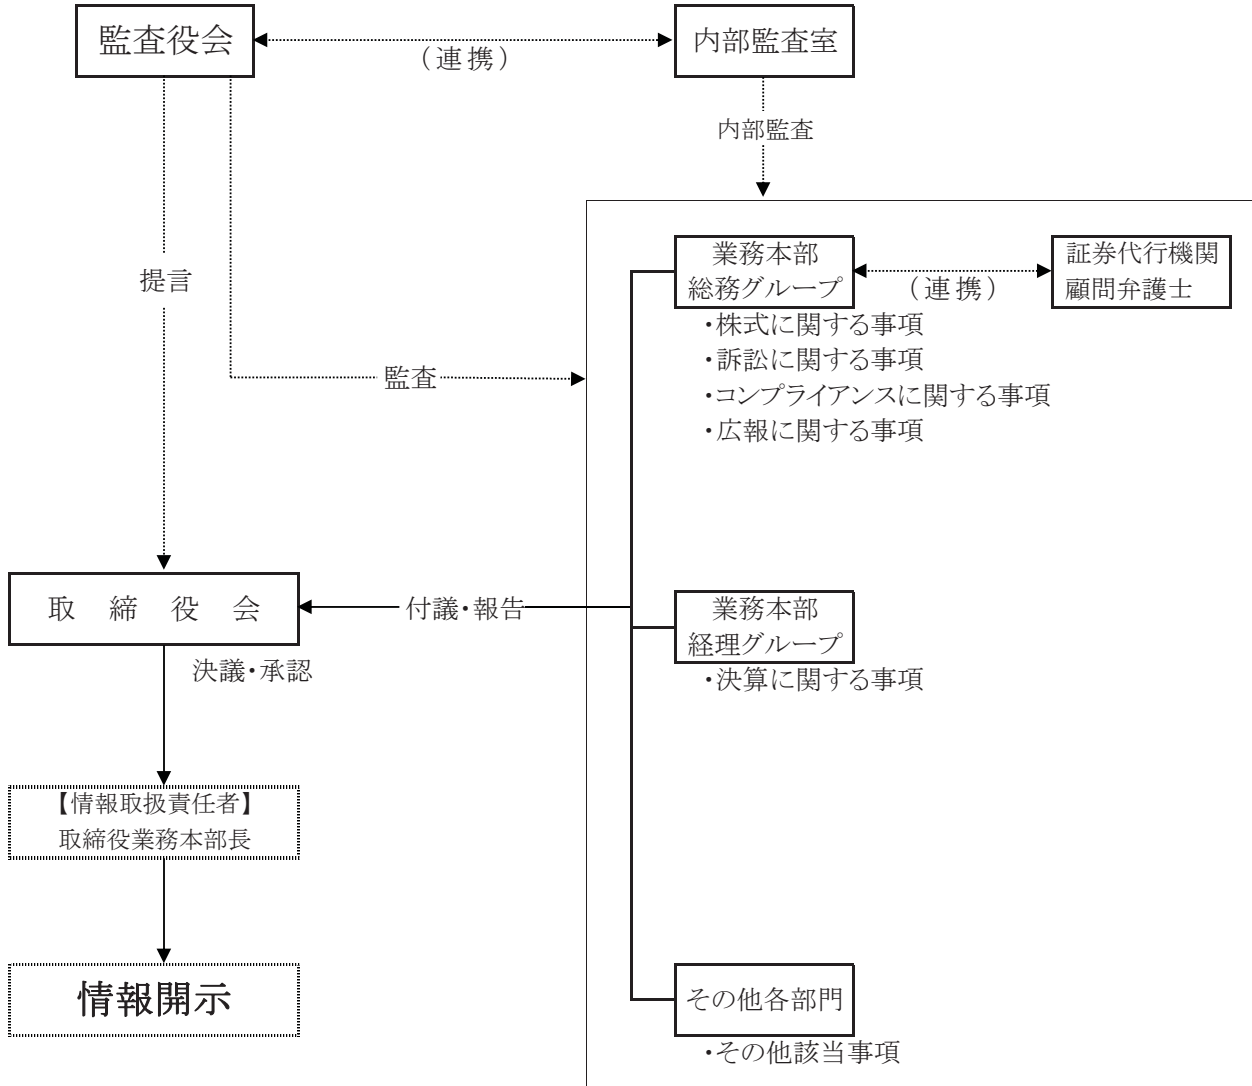 監査役会
(連携)
内部監査室
内部監査
提言
監査
業務本部
総務グループ
(連携)
証券代行機関
顧問弁護士
・株式に関する事項
・訴訟に関する事項
・コンプライアンスに関する事項
・広報に関する事項
取締役会
付議・報告
業務本部
経理グループ
・決算に関する事項
決議・承認
【情報取扱責任者】
取締役業務本部長
情報開示
その他各部門
・その他該当事項